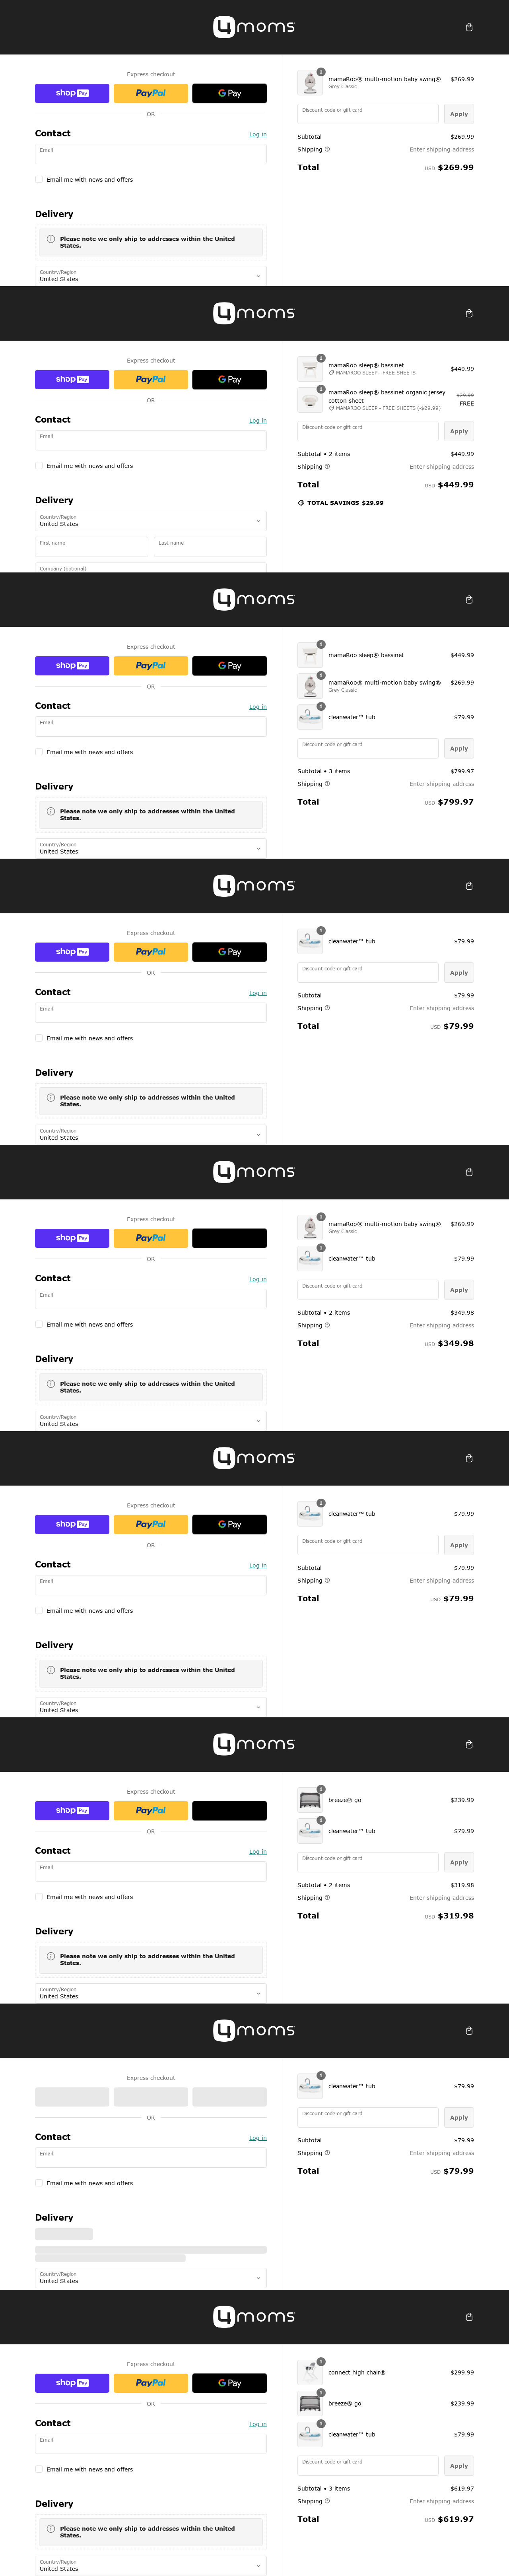 4moms
Express checkout
shop Pay
PayPal
G Pay
OR
Contact
Log in
Email
Email me with news and offers
Delivery
Please note we only ship to addresses within the United
States.
Country/Region
United States
1
mamaRoo® multi-motion baby swing®
Grey Classic
$269.99
Discount code or gift card
Apply
Subtotal
$269.99
Shipping
Enter shipping address
Total
USD $269.99
4moms
Express checkout
shop Pay
PayPal
G Pay
OR
Contact
Log in
Email
Email me with news and offers
Delivery
Country/Region
United States
First name
Last name
Company (optional)
1
mamaRoo sleep® bassinet
MAMAROO SLEEP - FREE SHEETS
$449.99
1
mamaRoo sleep® bassinet organic jersey
cotton sheet
MAMAROO SLEEP - FREE SHEETS (-$29.99)
$29.99
FREE
Discount code or gift card
Apply
Subtotal • 2 items
$449.99
Shipping
Enter shipping address
Total
USD $449.99
TOTAL SAVINGS $29.99
4moms
Express checkout
shop Pay
PayPal
G Pay
OR
Contact
Log in
Email
Email me with news and offers
Delivery
Please note we only ship to addresses within the United
States.
Country/Region
United States
1
mamaRoo sleep® bassinet
$449.99
1
mamaRoo® multi-motion baby swing®
Grey Classic
$269.99
1
cleanwater™ tub
$79.99
Discount code or gift card
Apply
Subtotal • 3 items
$799.97
Shipping
Enter shipping address
Total
USD $799.97
4moms
Express checkout
shop Pay
PayPal
G Pay
OR
Contact
Log in
Email
Email me with news and offers
Delivery
Please note we only ship to addresses within the United
States.
Country/Region
United States
1
cleanwater™ tub
$79.99
Discount code or gift card
Apply
Subtotal
$79.99
Shipping
Enter shipping address
Total
USD $79.99
4moms
Express checkout
shop Pay
PayPal
OR
Contact
Log in
Email
Email me with news and offers
Delivery
Please note we only ship to addresses within the United
States.
Country/Region
United States
1
mamaRoo® multi-motion baby swing®
Grey Classic
$269.99
1
cleanwater™ tub
$79.99
Discount code or gift card
Apply
Subtotal • 2 items
$349.98
Shipping
Enter shipping address
Total
USD $349.98
4moms
Express checkout
shop Pay
PayPal
G Pay
OR
Contact
Log in
Email
Email me with news and offers
Delivery
Please note we only ship to addresses within the United
States.
Country/Region
United States
1
cleanwater™ tub
$79.99
Discount code or gift card
Apply
Subtotal
$79.99
Shipping
Enter shipping address
Total
USD $79.99
4moms
Express checkout
shop Pay
PayPal
OR
Contact
Log in
Email
Email me with news and offers
Delivery
Please note we only ship to addresses within the United
States.
Country/Region
United States
1
breeze® go
$239.99
1
cleanwater™ tub
$79.99
Discount code or gift card
Apply
Subtotal • 2 items
$319.98
Shipping
Enter shipping address
Total
USD $319.98
4moms
Express checkout
OR
Contact
Log in
Email
Email me with news and offers
Delivery
Country/Region
United States
1
cleanwater™ tub
$79.99
Discount code or gift card
Apply
Subtotal
$79.99
Shipping
Enter shipping address
Total
USD $79.99
4moms
Express checkout
shop Pay
PayPal
G Pay
OR
Contact
Log in
Email
Email me with news and offers
Delivery
Please note we only ship to addresses within the United
States.
Country/Region
United States
1
connect high chair®
$299.99
1
breeze® go
$239.99
1
cleanwater™ tub
$79.99
Discount code or gift card
Apply
Subtotal • 3 items
$619.97
Shipping
Enter shipping address
Total
USD $619.97